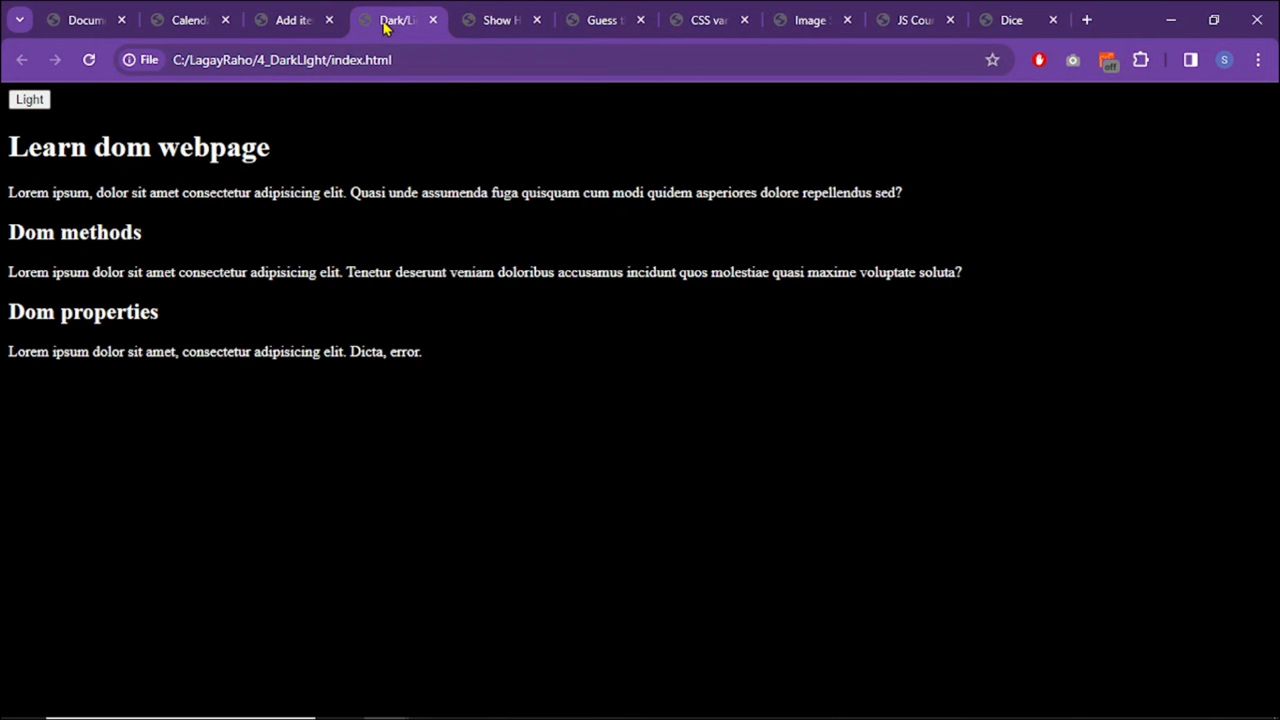 Docum Calend Add ite Dark/Li Show H Guess t CSS var Image JS Cou Dice
File C:/LagayRaho/4_DarkLIght/index.html off S
Light
Learn dom webpage
Lorem ipsum, dolor sit amet consectetur adipisicing elit. Quasi unde assumenda fuga quisquam cum modi quidem asperiores dolore repellendus sed?
Dom methods
Lorem ipsum dolor sit amet consectetur adipisicing elit. Tenetur deserunt veniam doloribus accusamus incidunt quos molestiae quasi maxime voluptate soluta?
Dom properties
Lorem ipsum dolor sit amet, consectetur adipisicing elit. Dicta, error.